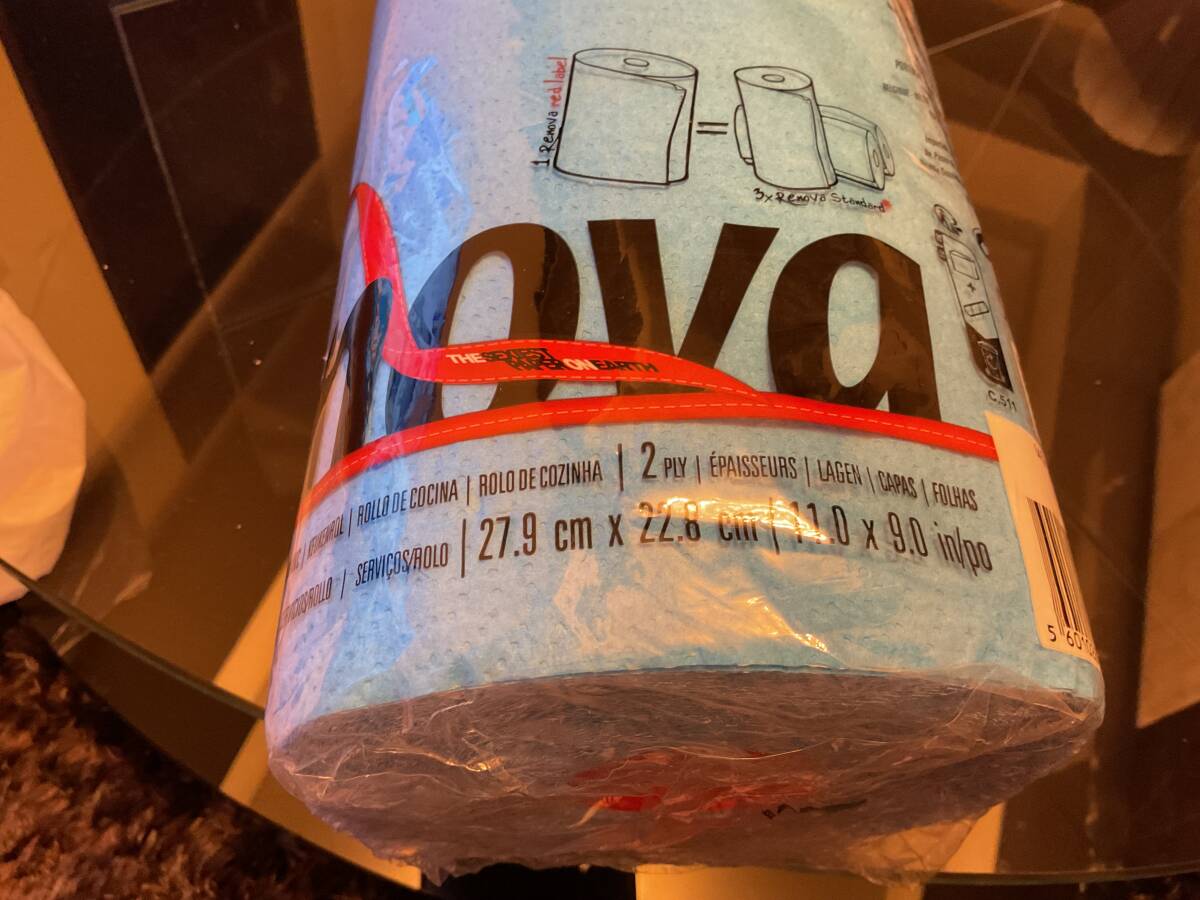 1 Renova red label
=
3x Renova Standard
nova
THE SEXIEST PAPER ON EARTH
C.511
ROLLO DE COCINA | ROLO DE COZINHA | 2 PLY | ÉPAISSEURS | LAGEN | CAPAS | FOLHAS
SERVIÇOS/ROLO | 27.9 cm x 22.8 cm | 11.0 x 9.0 in/po